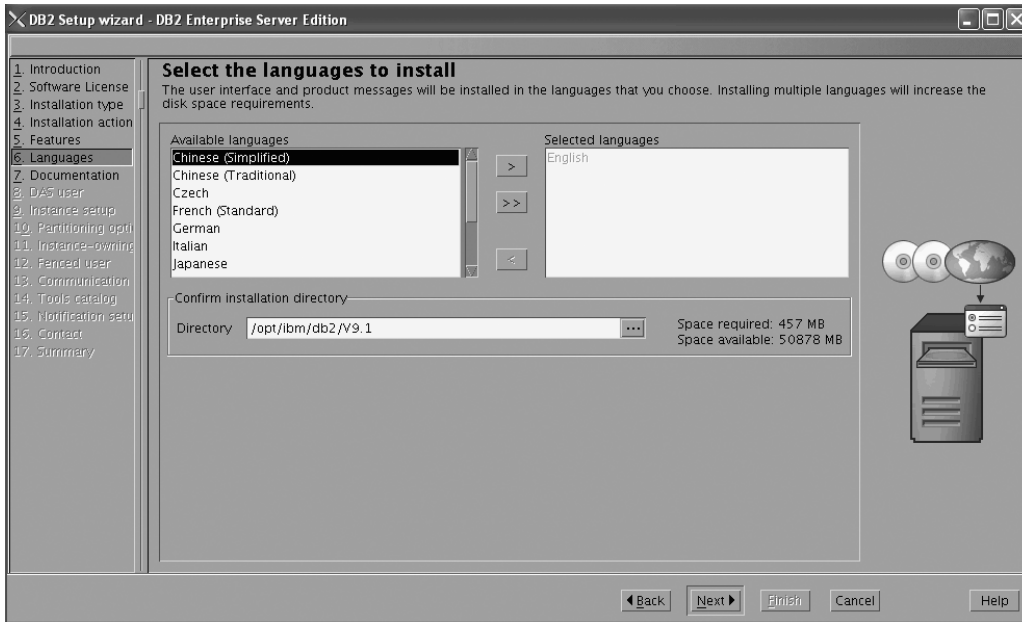 DB2 Setup wizard - DB2 Enterprise Server Edition
1. Introduction
2. Software License
3. Installation type
4. Installation action
5. Features
6. Languages
7. Documentation
8. DAS user
9. Instance setup
10. Partitioning opti
11. Instance-owning
12. Fenced user
13. Communication
14. Tools catalog
15. Notification setu
16. Contact
17. Summary
Select the languages to install
The user interface and product messages will be installed in the languages that you choose. Installing multiple languages will increase the
disk space requirements.
Available languages
Chinese (Simplified)
Chinese (Traditional)
Czech
French (Standard)
German
Italian
Japanese
>
>>
<
Selected languages
English
Confirm installation directory
Directory /opt/ibm/db2/V9.1 ...
Space required: 457 MB
Space available: 50878 MB
Back Next Finish Cancel Help